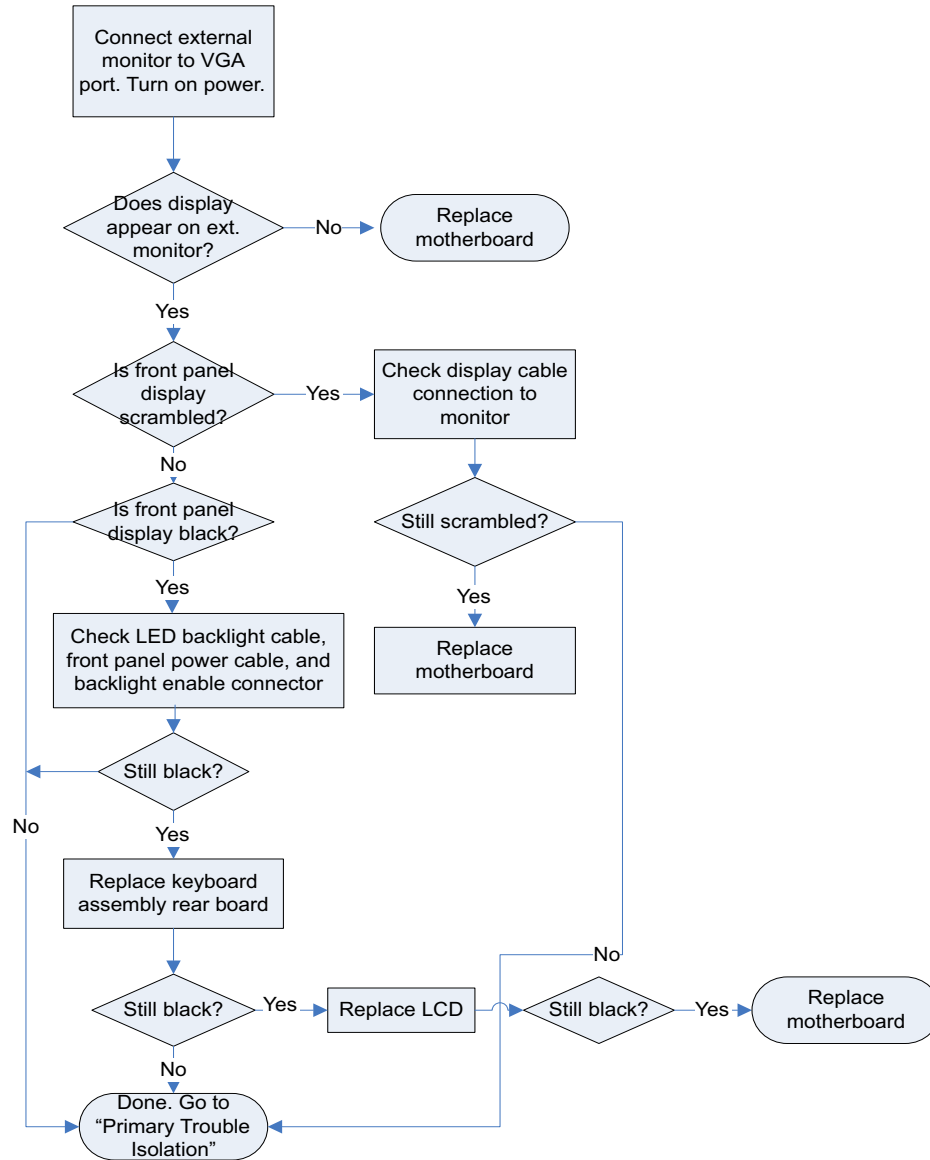 Connect external
monitor to VGA
port. Turn on power.
Does display
appear on ext.
monitor?
No
Replace
motherboard
Yes
Is front panel
display
scrambled?
Yes
Check display cable
connection to
monitor
No
Is front panel
display black?
Still scrambled?
Yes
Yes
Check LED backlight cable,
front panel power cable, and
backlight enable connector
Replace
motherboard
Still black?
No
Yes
Replace keyboard
assembly rear board
No
Still black?
Yes
Replace LCD
Still black?
Yes
Replace
motherboard
No
Done. Go to
“Primary Trouble
Isolation”